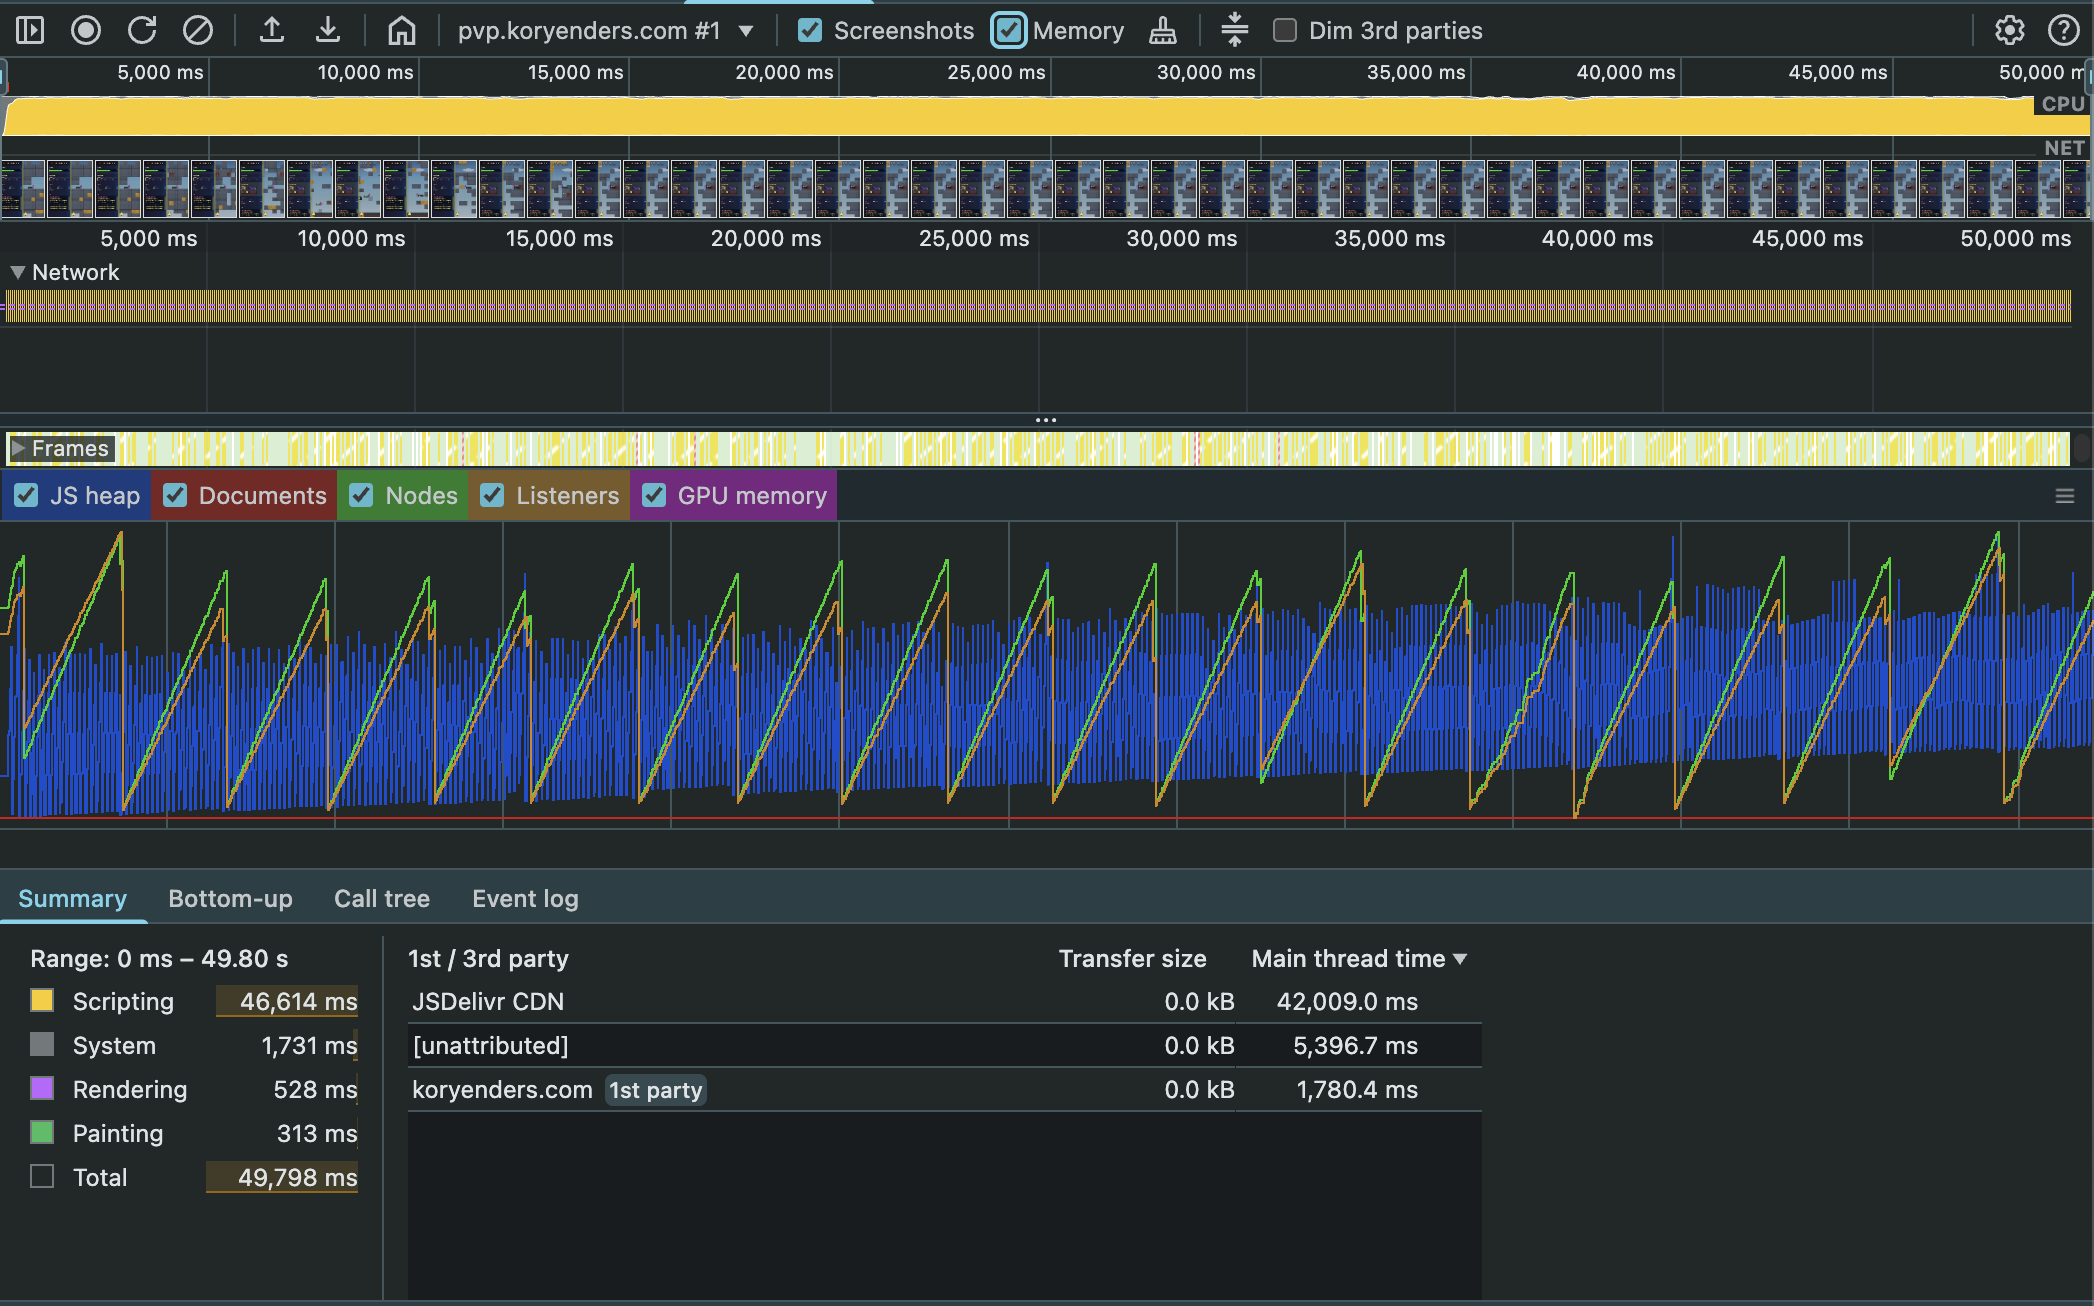 pvp.koryenders.com #1 Screenshots Memory Dim 3rd parties
5,000 ms 10,000 ms 15,000 ms 20,000 ms 25,000 ms 30,000 ms 35,000 ms 40,000 ms 45,000 ms 50,000 m
CPU
NET
5,000 ms 10,000 ms 15,000 ms 20,000 ms 25,000 ms 30,000 ms 35,000 ms 40,000 ms 45,000 ms 50,000 ms
Network
Frames
JS heap Documents Nodes Listeners GPU memory
Summary Bottom-up Call tree Event log
Range: 0 ms – 49.80 s
Scripting 46,614 ms
System 1,731 ms
Rendering 528 ms
Painting 313 ms
Total 49,798 ms
1st / 3rd party Transfer size Main thread time
JSDelivr CDN 0.0 kB 42,009.0 ms
[unattributed] 0.0 kB 5,396.7 ms
koryenders.com 1st party 0.0 kB 1,780.4 ms